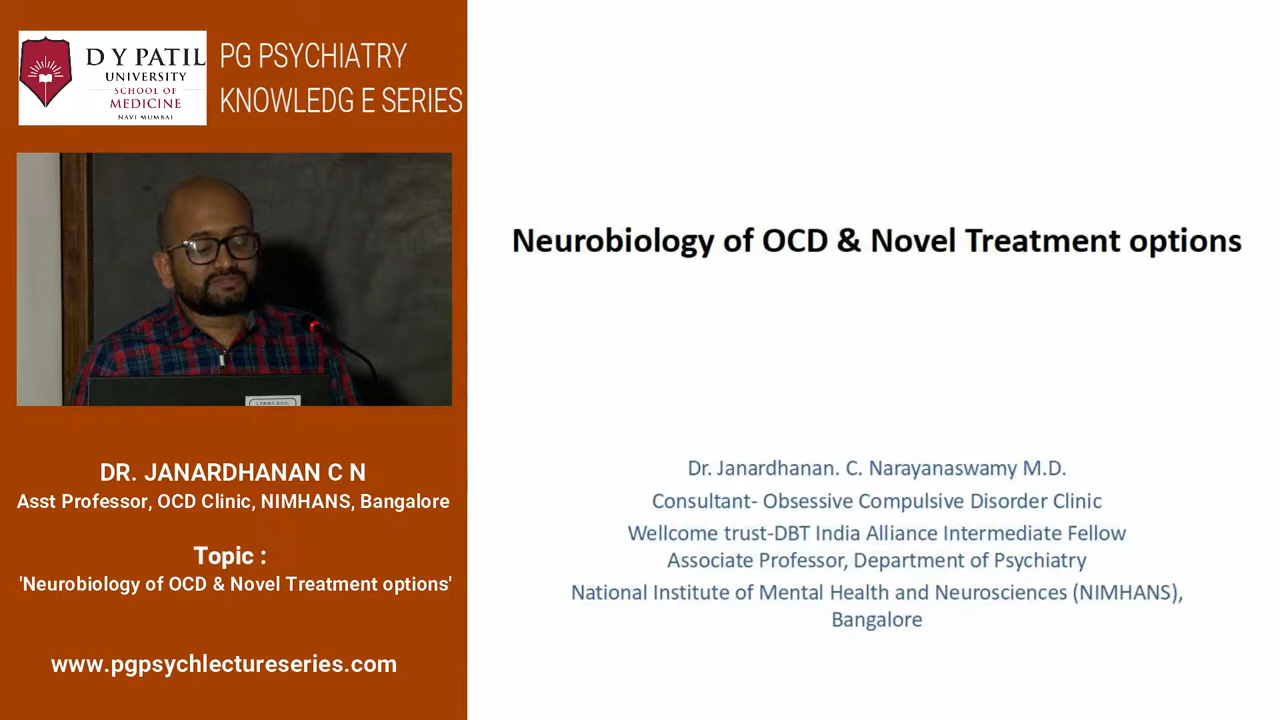 D Y PATIL
UNIVERSITY
SCHOOL OF
MEDICINE
NAVI MUMBAI
PG PSYCHIATRY
KNOWLEDG E SERIES
DR. JANARDHANAN C N
Asst Professor, OCD Clinic, NIMHANS, Bangalore
Topic :
'Neurobiology of OCD & Novel Treatment options'
www.pgpsychlectureseries.com
Neurobiology of OCD & Novel Treatment options
Dr. Janardhanan. C. Narayanaswamy M.D.
Consultant- Obsessive Compulsive Disorder Clinic
Wellcome trust-DBT India Alliance Intermediate Fellow
Associate Professor, Department of Psychiatry
National Institute of Mental Health and Neurosciences (NIMHANS),
Bangalore